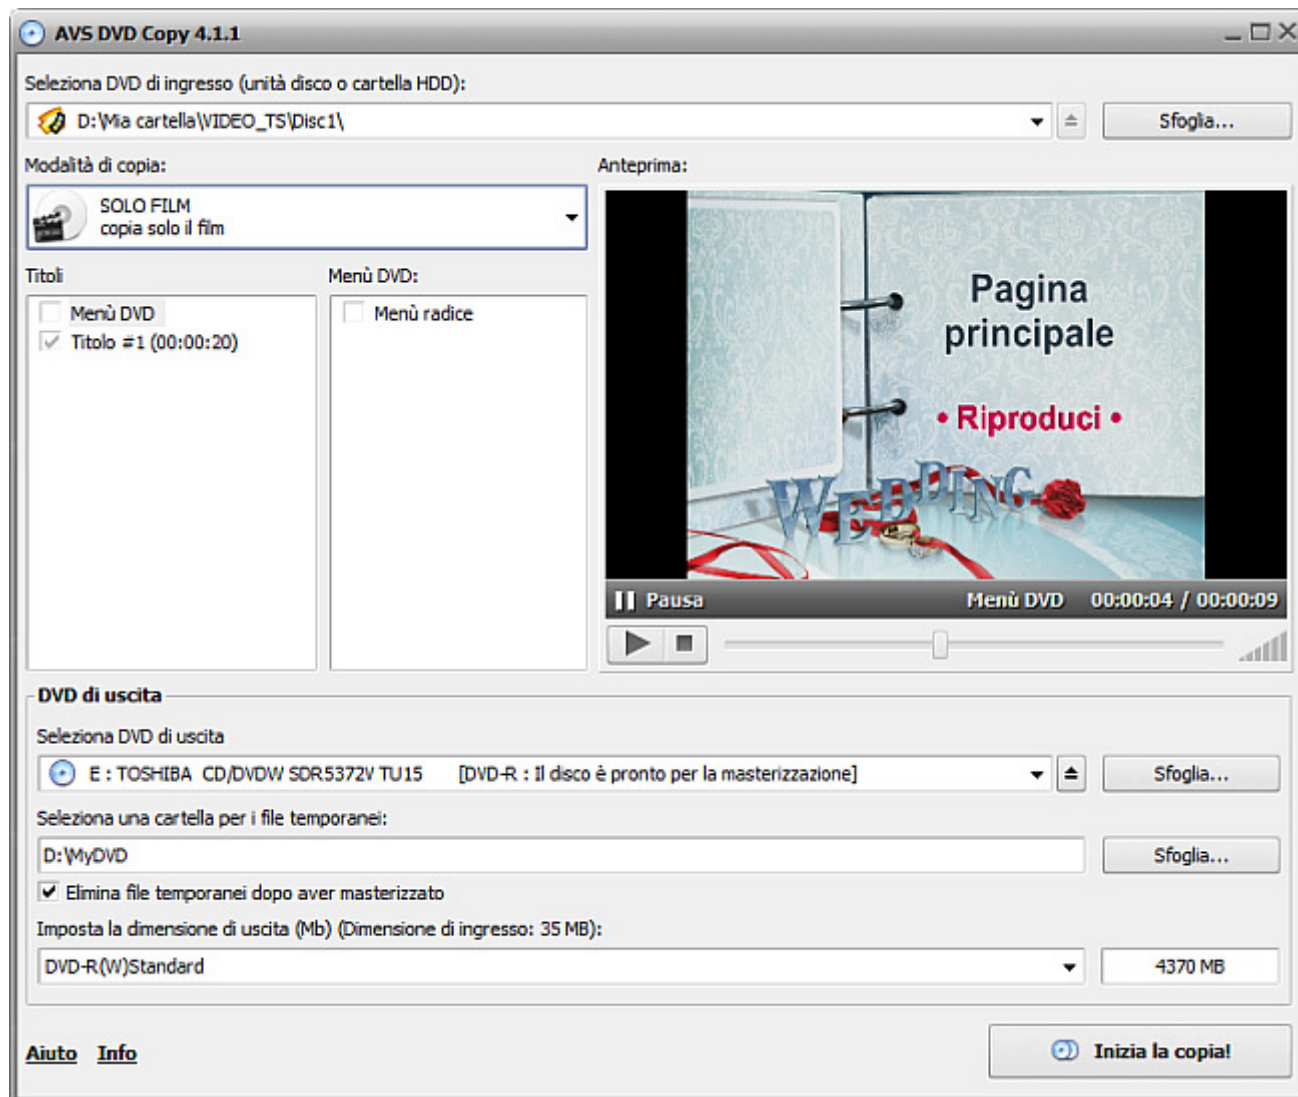 AVS DVD Copy 4.1.1
Seleziona DVD di ingresso (unità disco o cartella HDD):
D:\Mia cartella\VIDEO_TS\Disc1\
Sfoglia...
Modalità di copia:
Anteprima:
SOLO FILM
copia solo il film
Titoli
Menù DVD:
Menù DVD
Menù radice
Titolo #1 (00:00:20)
Pagina
principale
• Riproduci •
WEDDING
Pausa
Menù DVD 00:00:04 / 00:00:09
DVD di uscita
Seleziona DVD di uscita
E : TOSHIBA CD/DVDW SDR5372V TU15 [DVD-R : Il disco è pronto per la masterizzazione]
Sfoglia...
Seleziona una cartella per i file temporanei:
D:\MyDVD
Sfoglia...
Elimina file temporanei dopo aver masterizzato
Imposta la dimensione di uscita (Mb) (Dimensione di ingresso: 35 MB):
DVD-R(W)Standard
4370 MB
Aiuto Info
Inizia la copia!